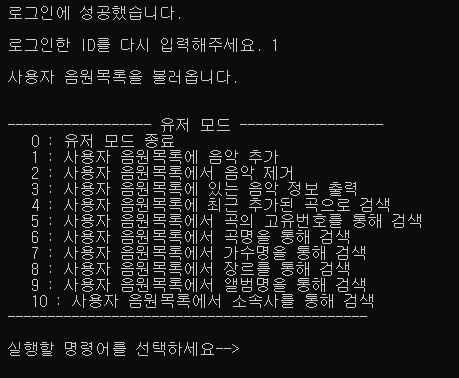 로그인에 성공했습니다.
로그인한 ID를 다시 입력해주세요. 1
사용자 음원목록을 불러옵니다.
------------------ 유저 모드 ------------------
0 : 유저 모드 종료
1 : 사용자 음원목록에 음악 추가
2 : 사용자 음원목록에서 음악 제거
3 : 사용자 음원목록에 있는 음악 정보 출력
4 : 사용자 음원목록에 최근 추가된 곡으로 검색
5 : 사용자 음원목록에서 곡의 고유번호를 통해 검색
6 : 사용자 음원목록에서 곡명을 통해 검색
7 : 사용자 음원목록에서 가수명을 통해 검색
8 : 사용자 음원목록에서 장르를 통해 검색
9 : 사용자 음원목록에서 앨범명을 통해 검색
10 : 사용자 음원목록에서 소속사를 통해 검색
---------------------------------------------
실행할 명령어를 선택하세요-->